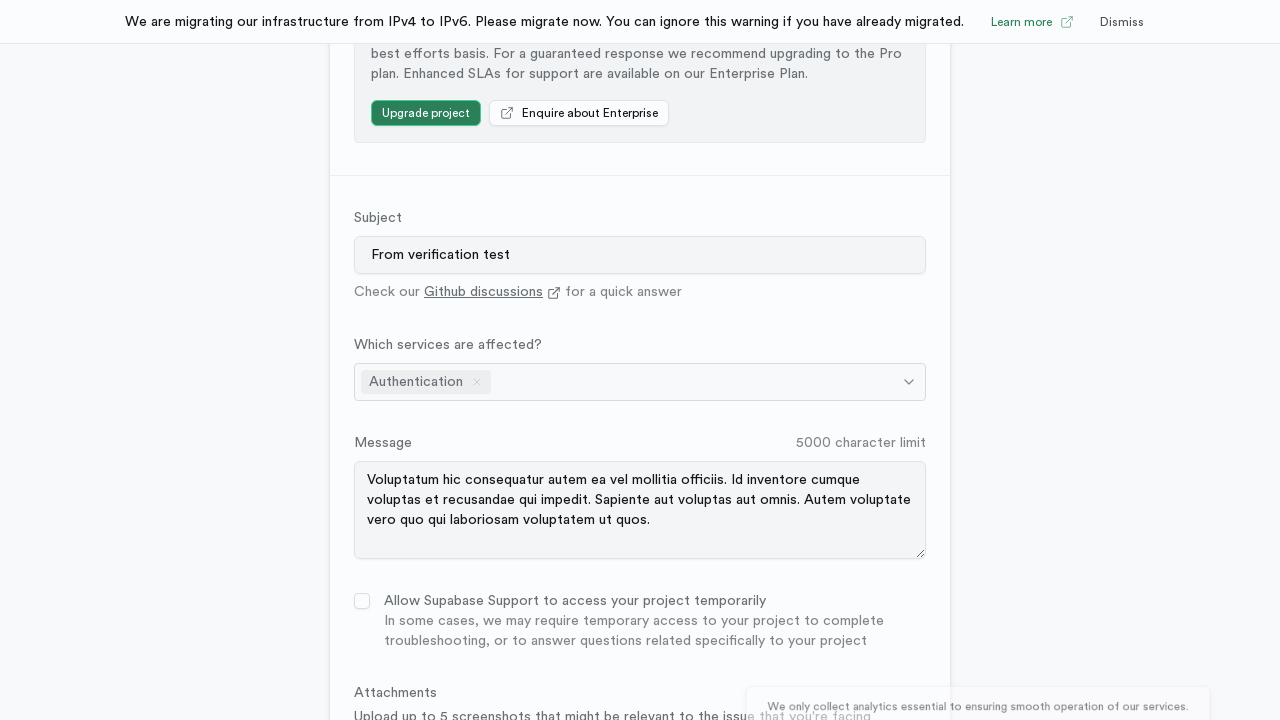 We are migrating our infrastructure from IPv4 to IPv6. Please migrate now. You can ignore this warning if you have already migrated.
Learn more
Dismiss
best efforts basis. For a guaranteed response we recommend upgrading to the Pro
plan. Enhanced SLAs for support are available on our Enterprise Plan.
Upgrade project
Enquire about Enterprise
Subject
From verification test
Check our Github discussions for a quick answer
Which services are affected?
Authentication
Message
5000 character limit
Voluptatum hic consequatur autem ea vel mollitia officiis. Id inventore cumque
voluptas et recusandae qui impedit. Sapiente aut voluptas aut omnis. Autem voluptate
vero quo qui laboriosam voluptatem ut quos.
Allow Supabase Support to access your project temporarily
In some cases, we may require temporary access to your project to complete
troubleshooting, or to answer questions related specifically to your project
Attachments
Upload up to 5 screenshots that might be relevant to the issue that you're facing
We only collect analytics essential to ensuring smooth operation of our services.